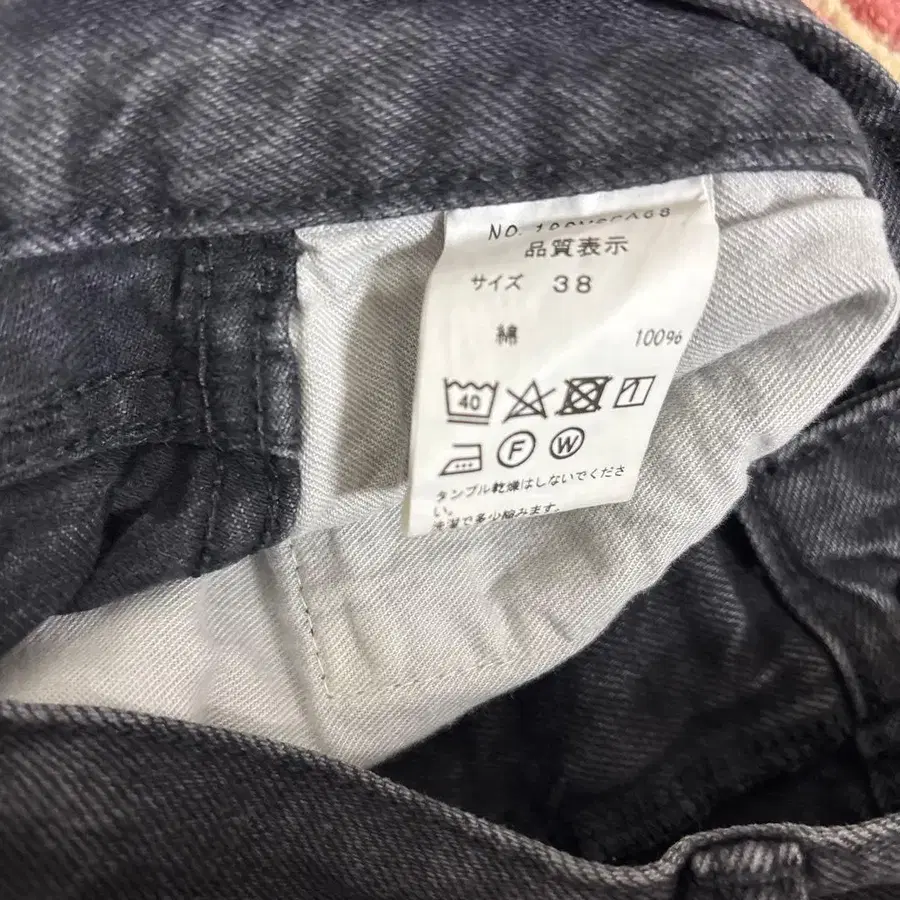 NO.
品質表示
サイズ 38
綿 100%
40
F W
タンブル乾燥はしないでくださ
い。
洗濯で多少縮みます。